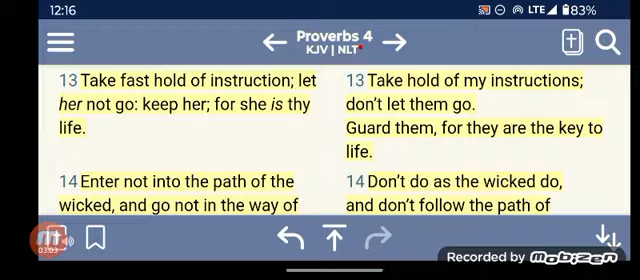 12:16
LTE 83%
Proverbs 4
KJV | NLT
13 Take fast hold of instruction; let
her not go: keep her; for she is thy
life.
14 Enter not into the path of the
wicked, and go not in the way of
13 Take hold of my instructions;
don't let them go.
Guard them, for they are the key to
life.
14 Don't do as the wicked do,
and don't follow the path of
03:03
Recorded by Mobizen